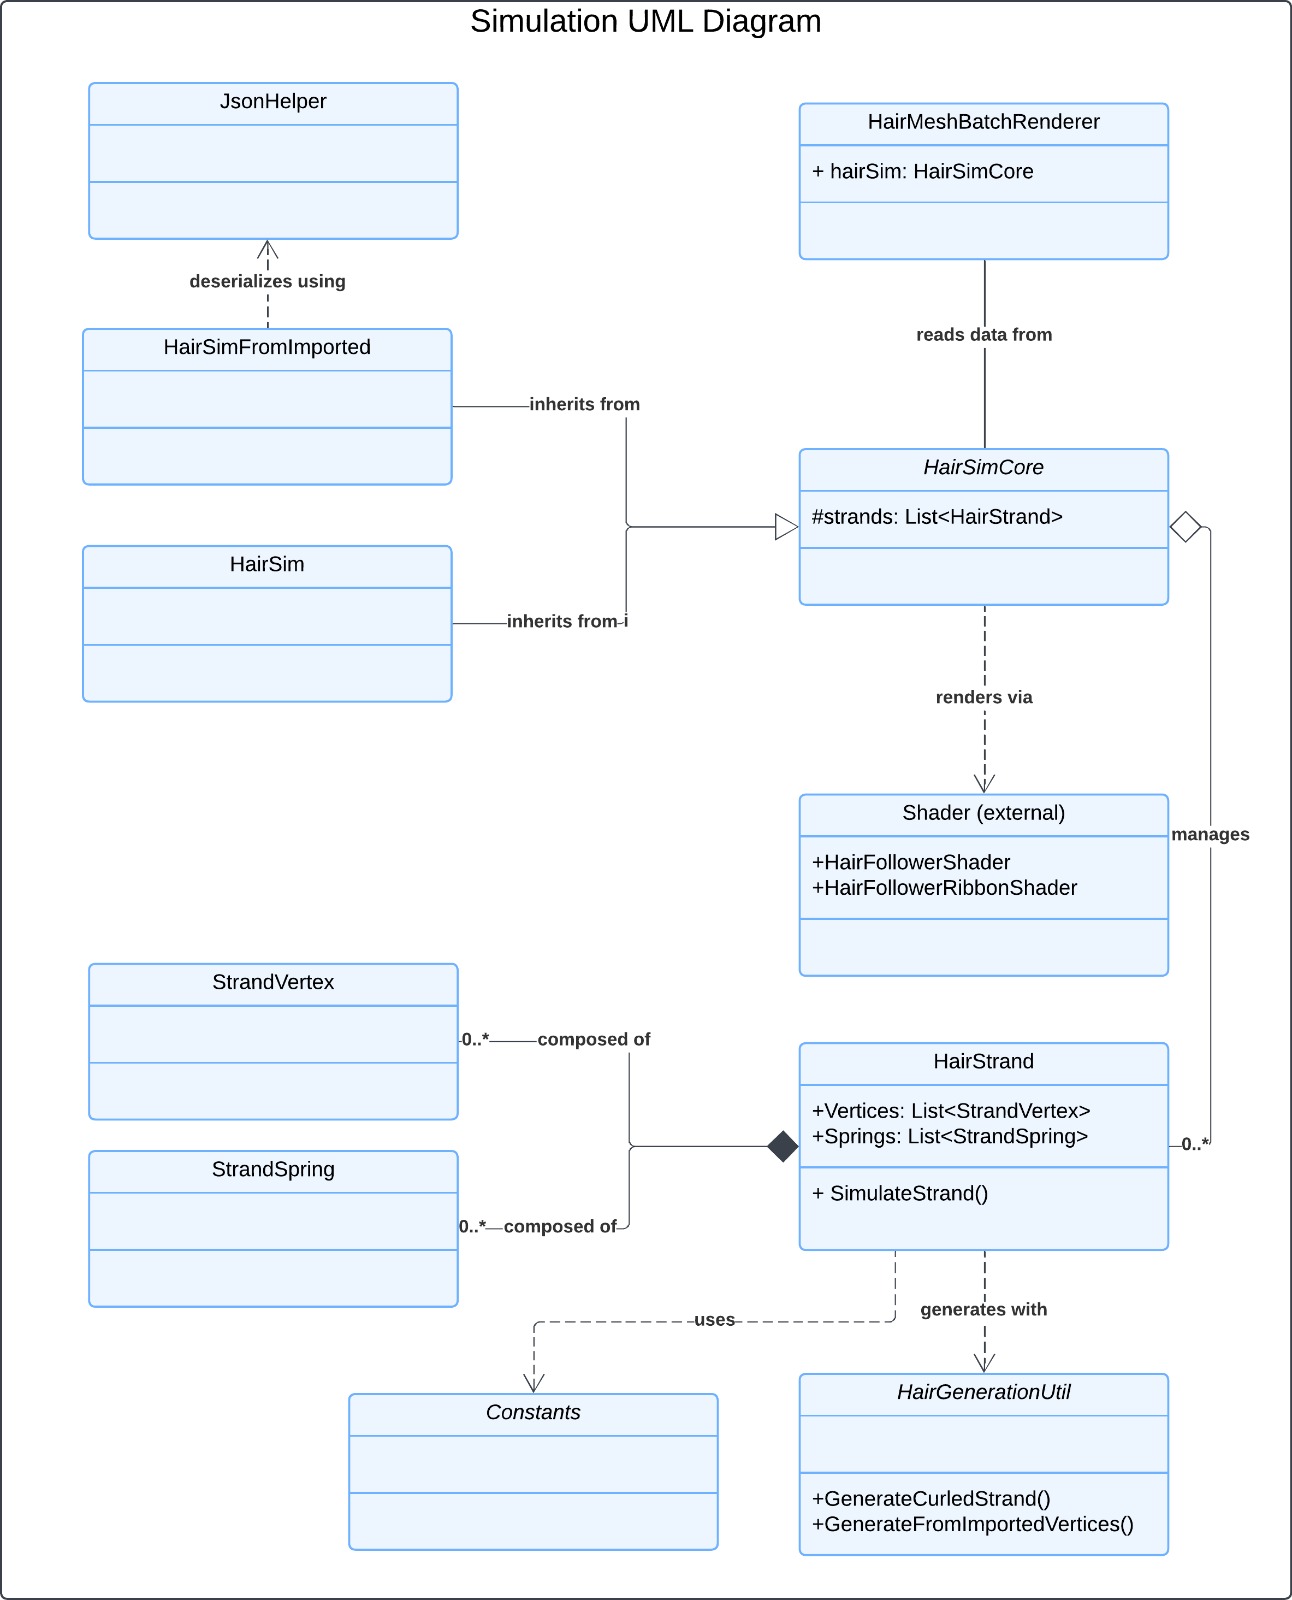 Simulation UML Diagram
JsonHelper
HairMeshBatchRenderer
+ hairSim: HairSimCore
deserializes using
reads data from
HairSimFromImported
inherits from
HairSimCore
#strands: List<HairStrand>
HairSim
inherits from i
renders via
Shader (external)
+HairFollowerShader
+HairFollowerRibbonShader
manages
StrandVertex
0..*
composed of
HairStrand
+Vertices: List<StrandVertex>
+Springs: List<StrandSpring>
0..*
+ SimulateStrand()
StrandSpring
0..*
composed of
uses
generates with
Constants
HairGenerationUtil
+GenerateCurledStrand()
+GenerateFromImportedVertices()